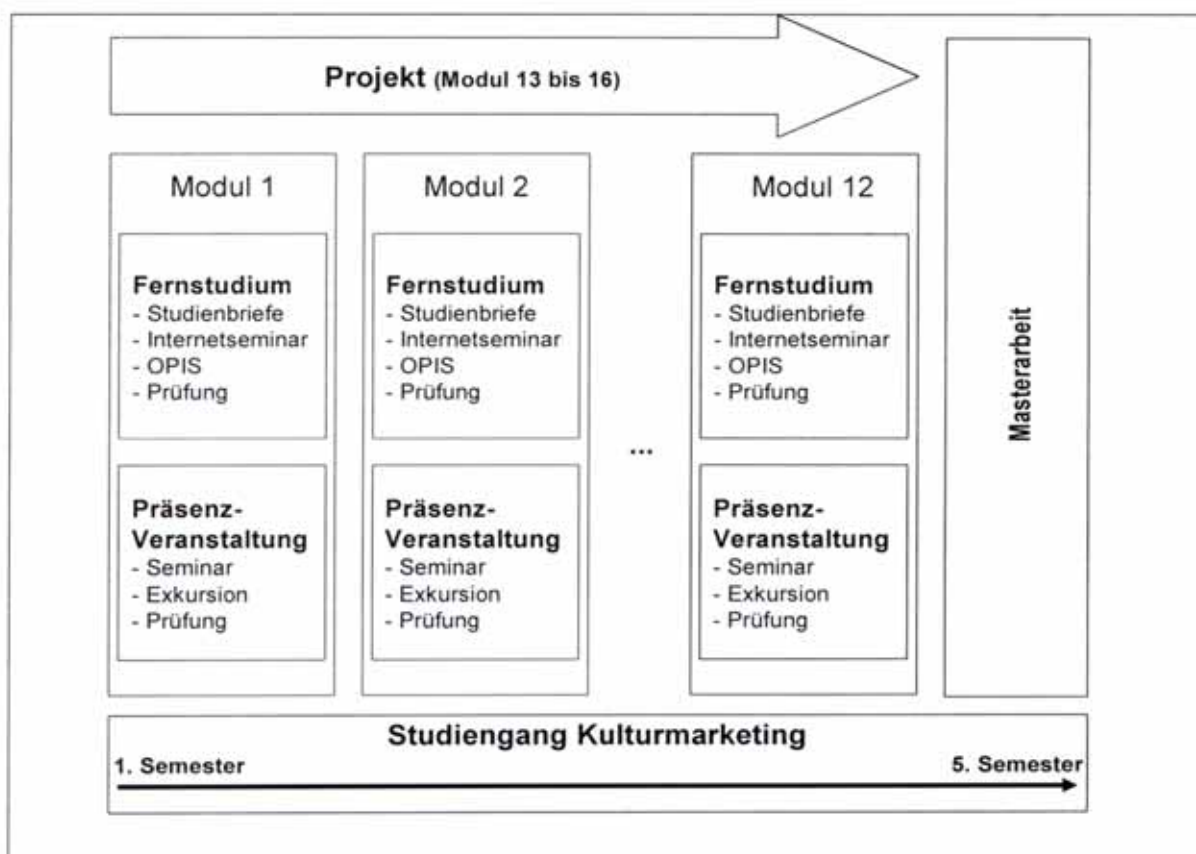 Projekt (Modul 13 bis 16)
Modul 1
Fernstudium
- Studienbriefe
- Internetseminar
- OPIS
- Prüfung
Präsenz-
Veranstaltung
- Seminar
- Exkursion
- Prüfung
Modul 2
Fernstudium
- Studienbriefe
- Internetseminar
- OPIS
- Prüfung
Präsenz-
Veranstaltung
- Seminar
- Exkursion
- Prüfung
...
Modul 12
Fernstudium
- Studienbriefe
- Internetseminar
- OPIS
- Prüfung
Präsenz-
Veranstaltung
- Seminar
- Exkursion
- Prüfung
Masterarbeit
Studiengang Kulturmarketing
1. Semester
5. Semester